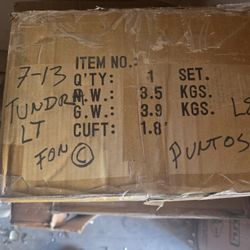 ITEM NO.:
7-13 Q'TY: 1 SET.
TUNDRA N.W.: 3.5 KGS.
LT G.W.: 3.9 KGS.
CUFT: 1.8'
FON C
PUNTOS